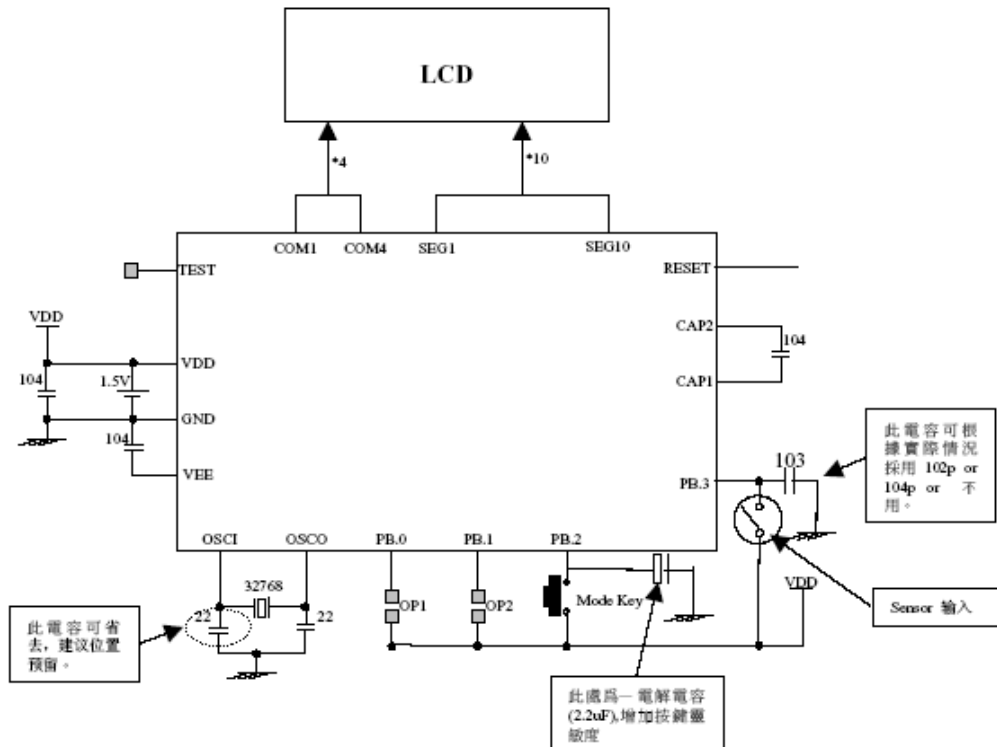 LCD
*4
*10
COM1
COM4
SEG1
SEG10
TEST
RESET
VDD
CAP2
104
VDD
104
1.5V
CAP1
GND
104
VEE
此電容可根
據實際情況
採用 102p or
104p or 不
用。
103
PB.3
OSCI
OSCO
PB.0
PB.1
PB.2
32768
VDD
22
22
OP1
OP2
Mode Key
Sensor 输入
此電容可省
去，建议位置
预留。
此處爲一電解電容
(2.2uF),增加按鍵靈
敏度